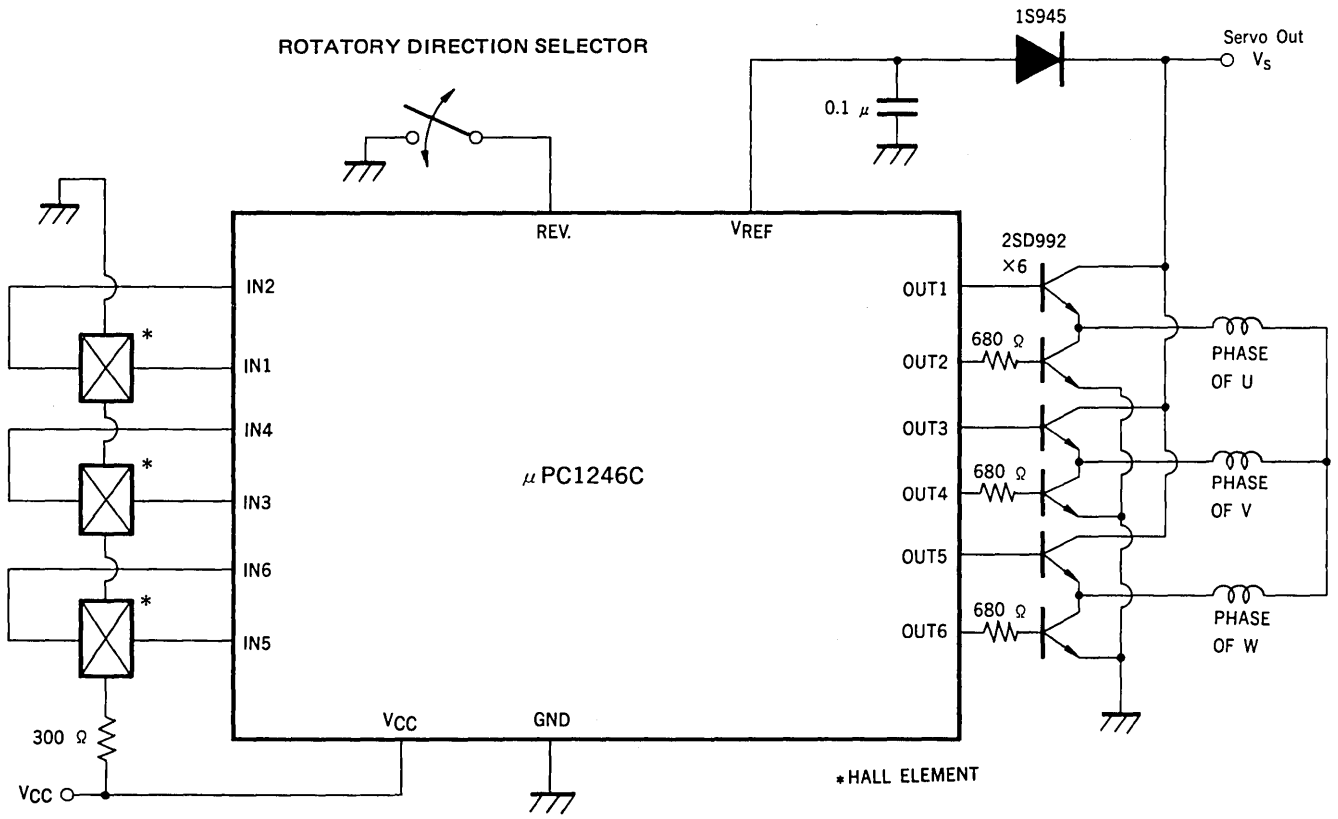 1S945
ROTATORY DIRECTION SELECTOR
Servo Out
VS
0.1 μ
REV.
VREF
2SD992
×6
IN2
OUT1
*
680 Ω
IN1
OUT2
PHASE
OF U
IN4
OUT3
*
μPC1246C
680 Ω
IN3
OUT4
PHASE
OF V
IN6
OUT5
*
680 Ω
IN5
OUT6
PHASE
OF W
VCC
GND
300 Ω
*HALL ELEMENT
VCC